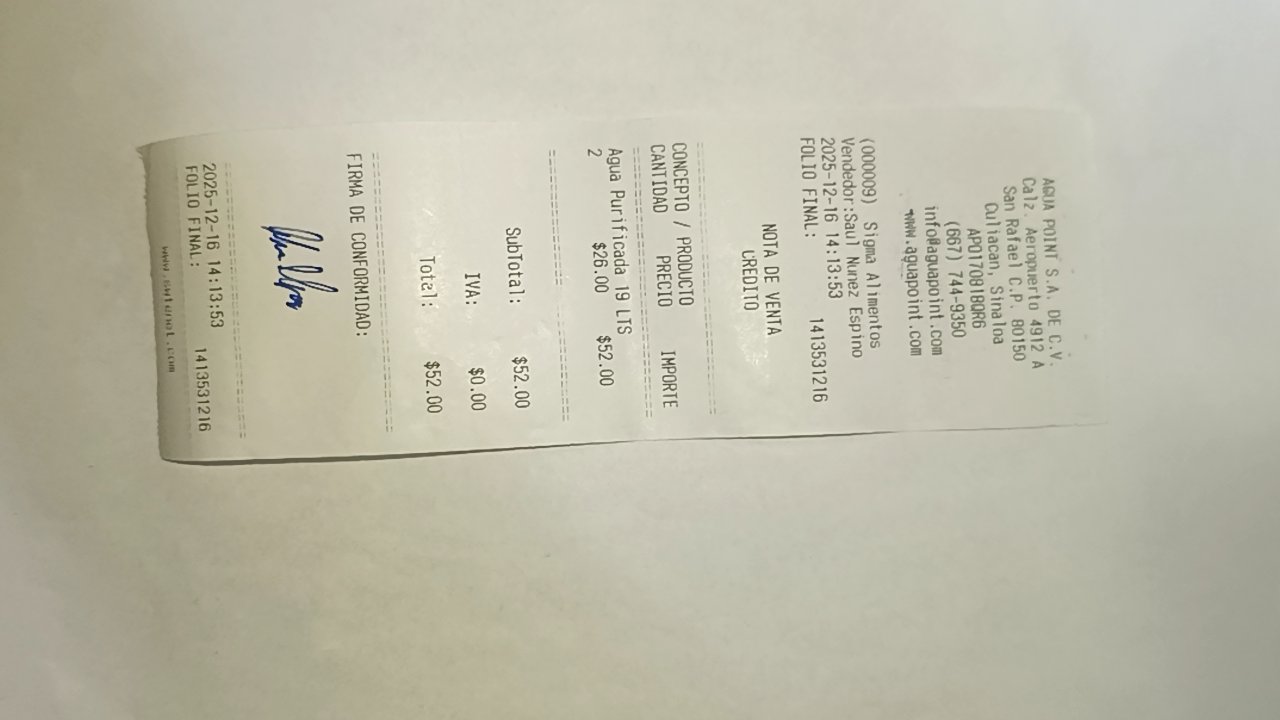 AGUA POINT S.A. DE C.V.
Calz. Aeropuerto 4912 A
San Rafael C.P. 80150
Culiacan, Sinaloa
APO170818QR6
(667) 744-9350
info@aguapoint.com
www.aguapoint.com
(000009) Sigma Alimentos
Vendedor:Saul Nunez Espino
2025-12-16 14:13:53
FOLIO FINAL: 1413531216
NOTA DE VENTA
CREDITO
CONCEPTO / PRODUCTO
CANTIDAD PRECIO IMPORTE
Agua Purificada 19 LTS
2 $26.00 $52.00
SubTotal: $52.00
IVA: $0.00
Total: $52.00
FIRMA DE CONFORMIDAD:
2025-12-16 14:13:53
FOLIO FINAL: 1413531216